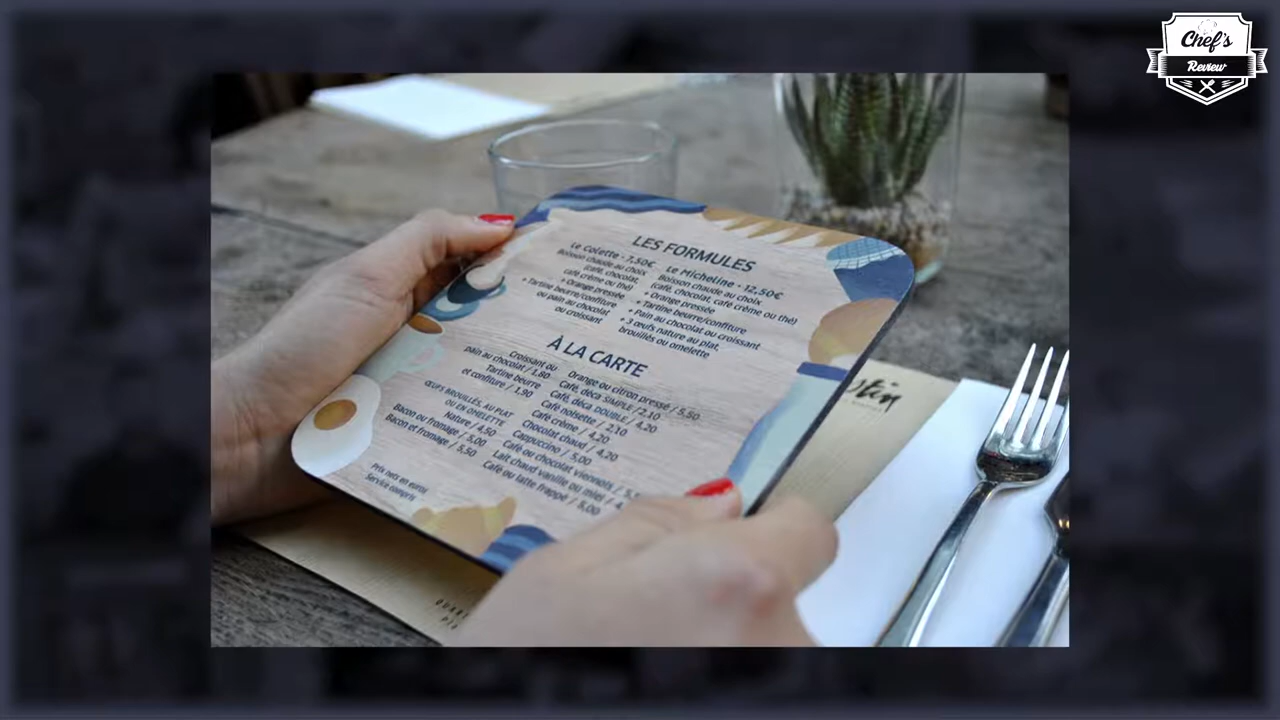 Chef's
Review
LES FORMULES
Le Colette - 7,50€
Boisson chaude au choix
(café, chocolat,
café crème ou thé)
+ Orange pressée
+ Tartine beurre/confiture
ou pain au chocolat
ou croissant
Le Micheline - 12,50€
Boisson chaude au choix
(café, chocolat, café crème ou thé)
+ Orange pressée
+ Tartine beurre/confiture
+ Pain au chocolat ou croissant
+ 3 œufs nature au plat,
brouillés ou omelette
À LA CARTE
Croissant ou
pain au chocolat / 1,80
Tartine beurre
et confiture / 1,90
ŒUFS BROUILLÉS, AU PLAT
OU EN OMELETTE
Nature / 4,50
Bacon ou fromage / 5,00
Bacon et fromage / 5,50
Orange ou citron pressé / 5,50
Café, déca SIMPLE / 2,10
Café, déca DOUBLE / 4,20
Café noisette / 2,10
Café crème / 4,20
Chocolat chaud / 4,20
Cappuccino / 5,00
Café ou chocolat viennois /
Lait chaud vanille ou miel /
Café ou latte frappé / 5,00
Prix nets en euros
Service compris